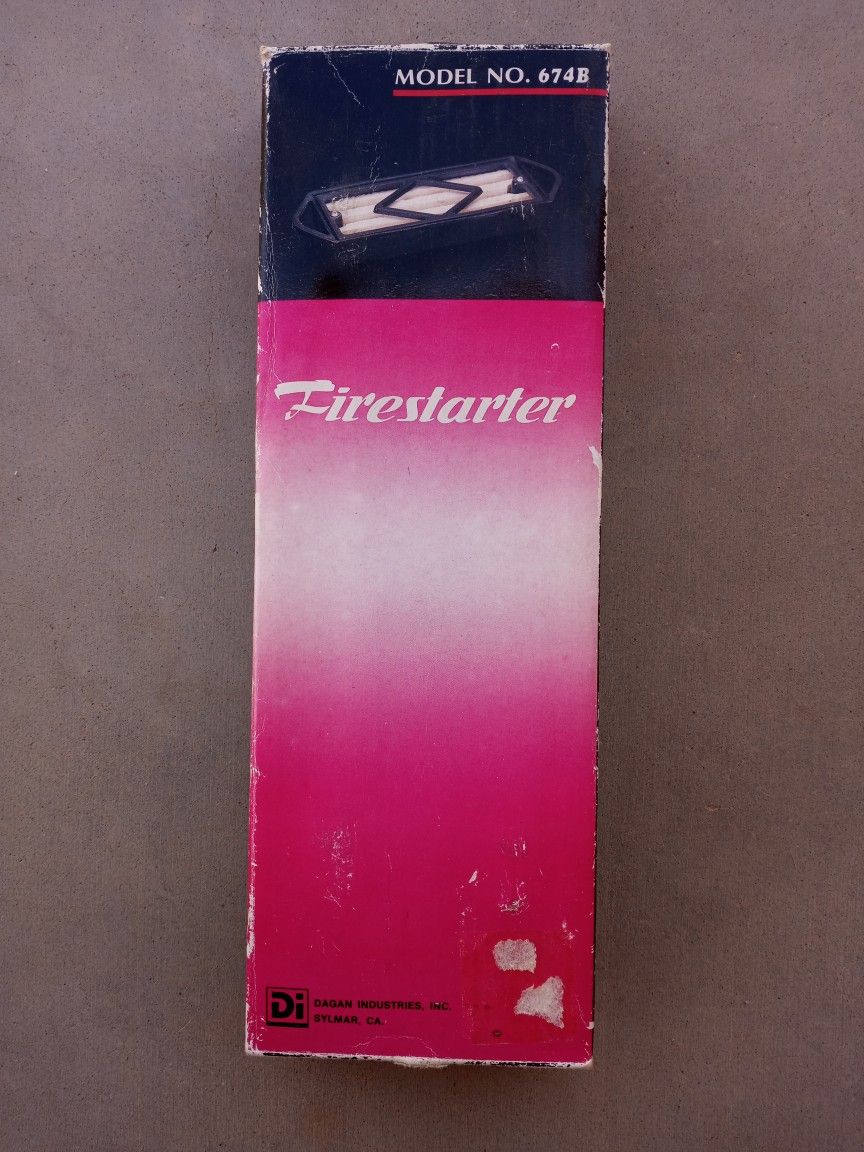 MODEL NO. 674B
Firestarter
Di
DAGAN INDUSTRIES, INC.
SYLMAR, CA.